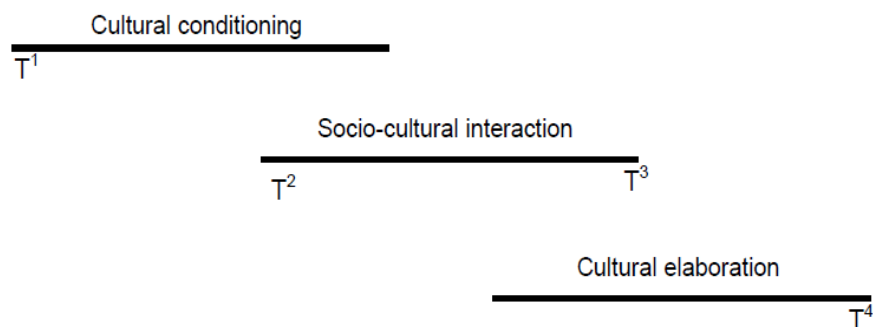 Cultural conditioning
T¹
Socio-cultural interaction
T² T³
Cultural elaboration
T⁴